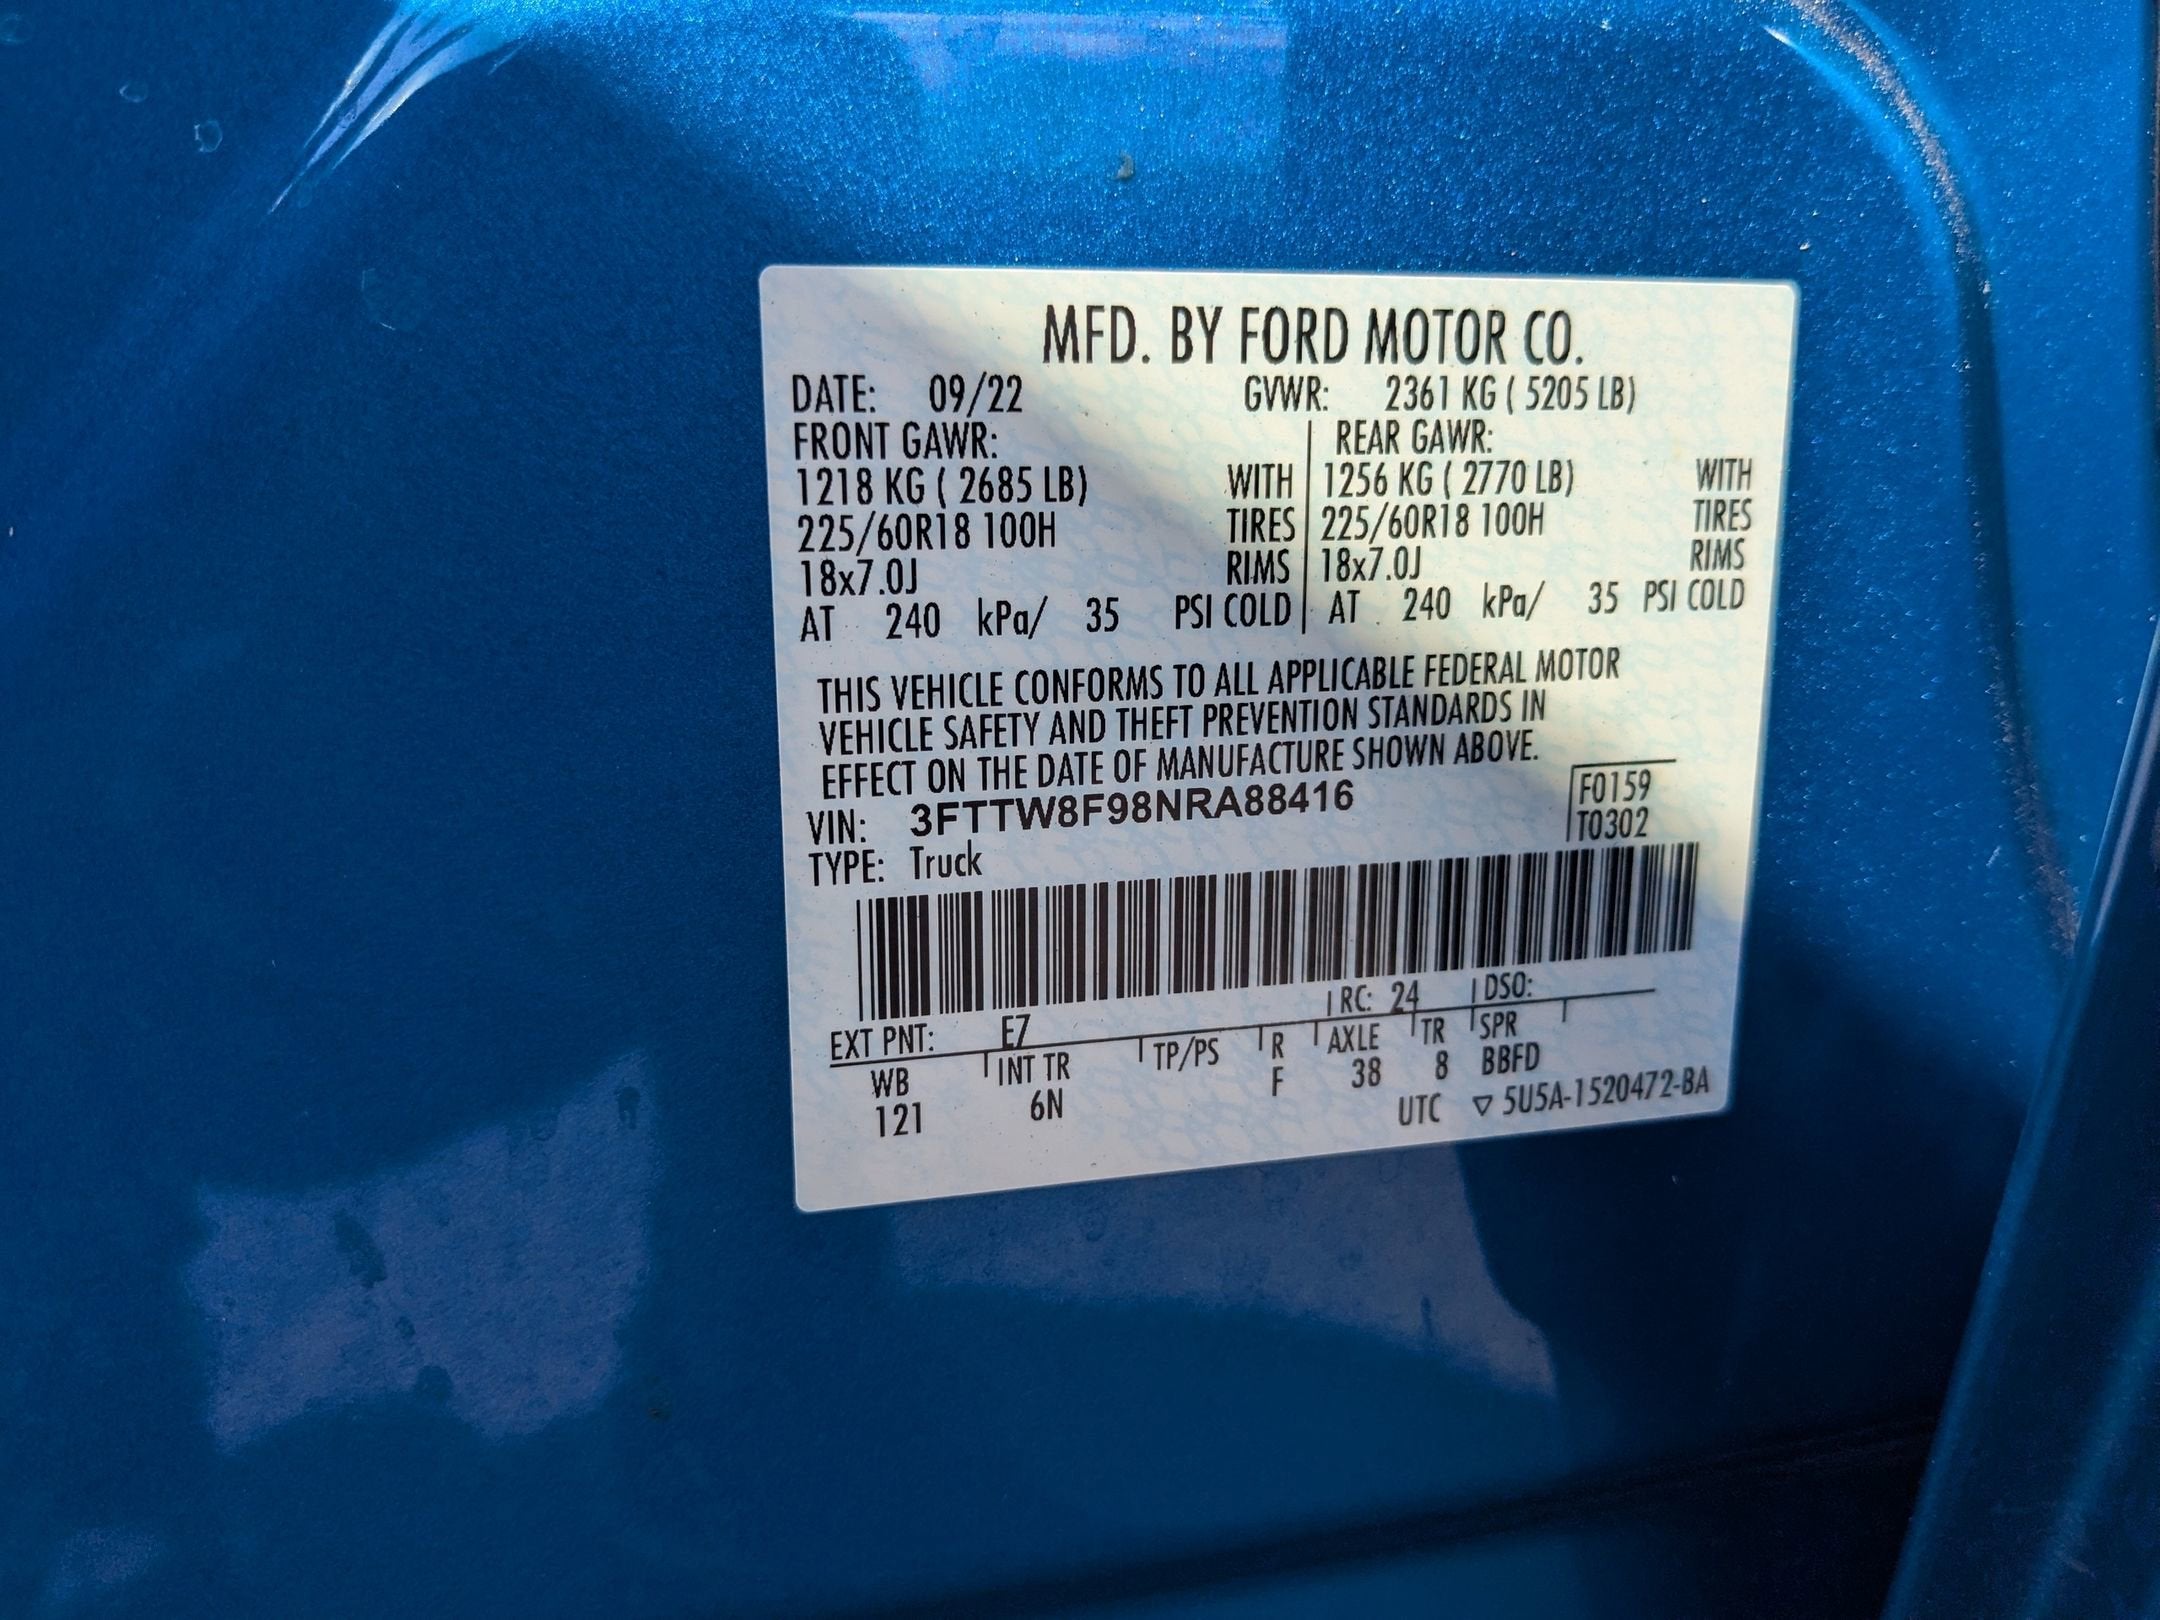 MFD. BY FORD MOTOR CO.
DATE: 09/22 GVWR: 2361 KG ( 5205 LB)
FRONT GAWR: REAR GAWR:
1218 KG ( 2685 LB) WITH 1256 KG ( 2770 LB) WITH
225/60R18 100H TIRES 225/60R18 100H TIRES
18x7.0J RIMS 18x7.0J RIMS
AT 240 kPa/ 35 PSI COLD AT 240 kPa/ 35 PSI COLD
THIS VEHICLE CONFORMS TO ALL APPLICABLE FEDERAL MOTOR
VEHICLE SAFETY AND THEFT PREVENTION STANDARDS IN
EFFECT ON THE DATE OF MANUFACTURE SHOWN ABOVE.
VIN: 3FTTW8F98NRA88416 F0159
TYPE: Truck T0302
EXT PNT: E7 RC: 24 DSO:
WB INT TR TP/PS R AXLE TR SPR
121 6N F 38 8 BBFD
UTC ▽ 5U5A-1520472-BA